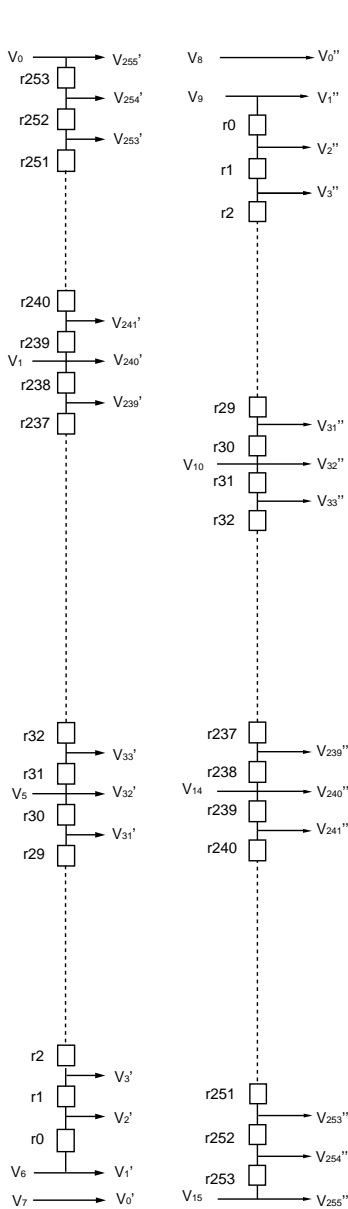 V0 V255'
r253
V254'
r252
V253'
r251
r240
V241'
r239
V1 V240'
r238
V239'
r237
r32
V33'
r31
V5 V32'
r30
V31'
r29
r2
V3'
r1
V2'
r0
V6 V1'
V7 V0'
V8 V0''
V9 V1''
r0
V2''
r1
V3''
r2
r29
V31''
r30
V10 V32''
r31
V33''
r32
r237
V239''
r238
V14 V240''
r239
V241''
r240
r251
V253''
r252
V254''
r253
V15 V255''